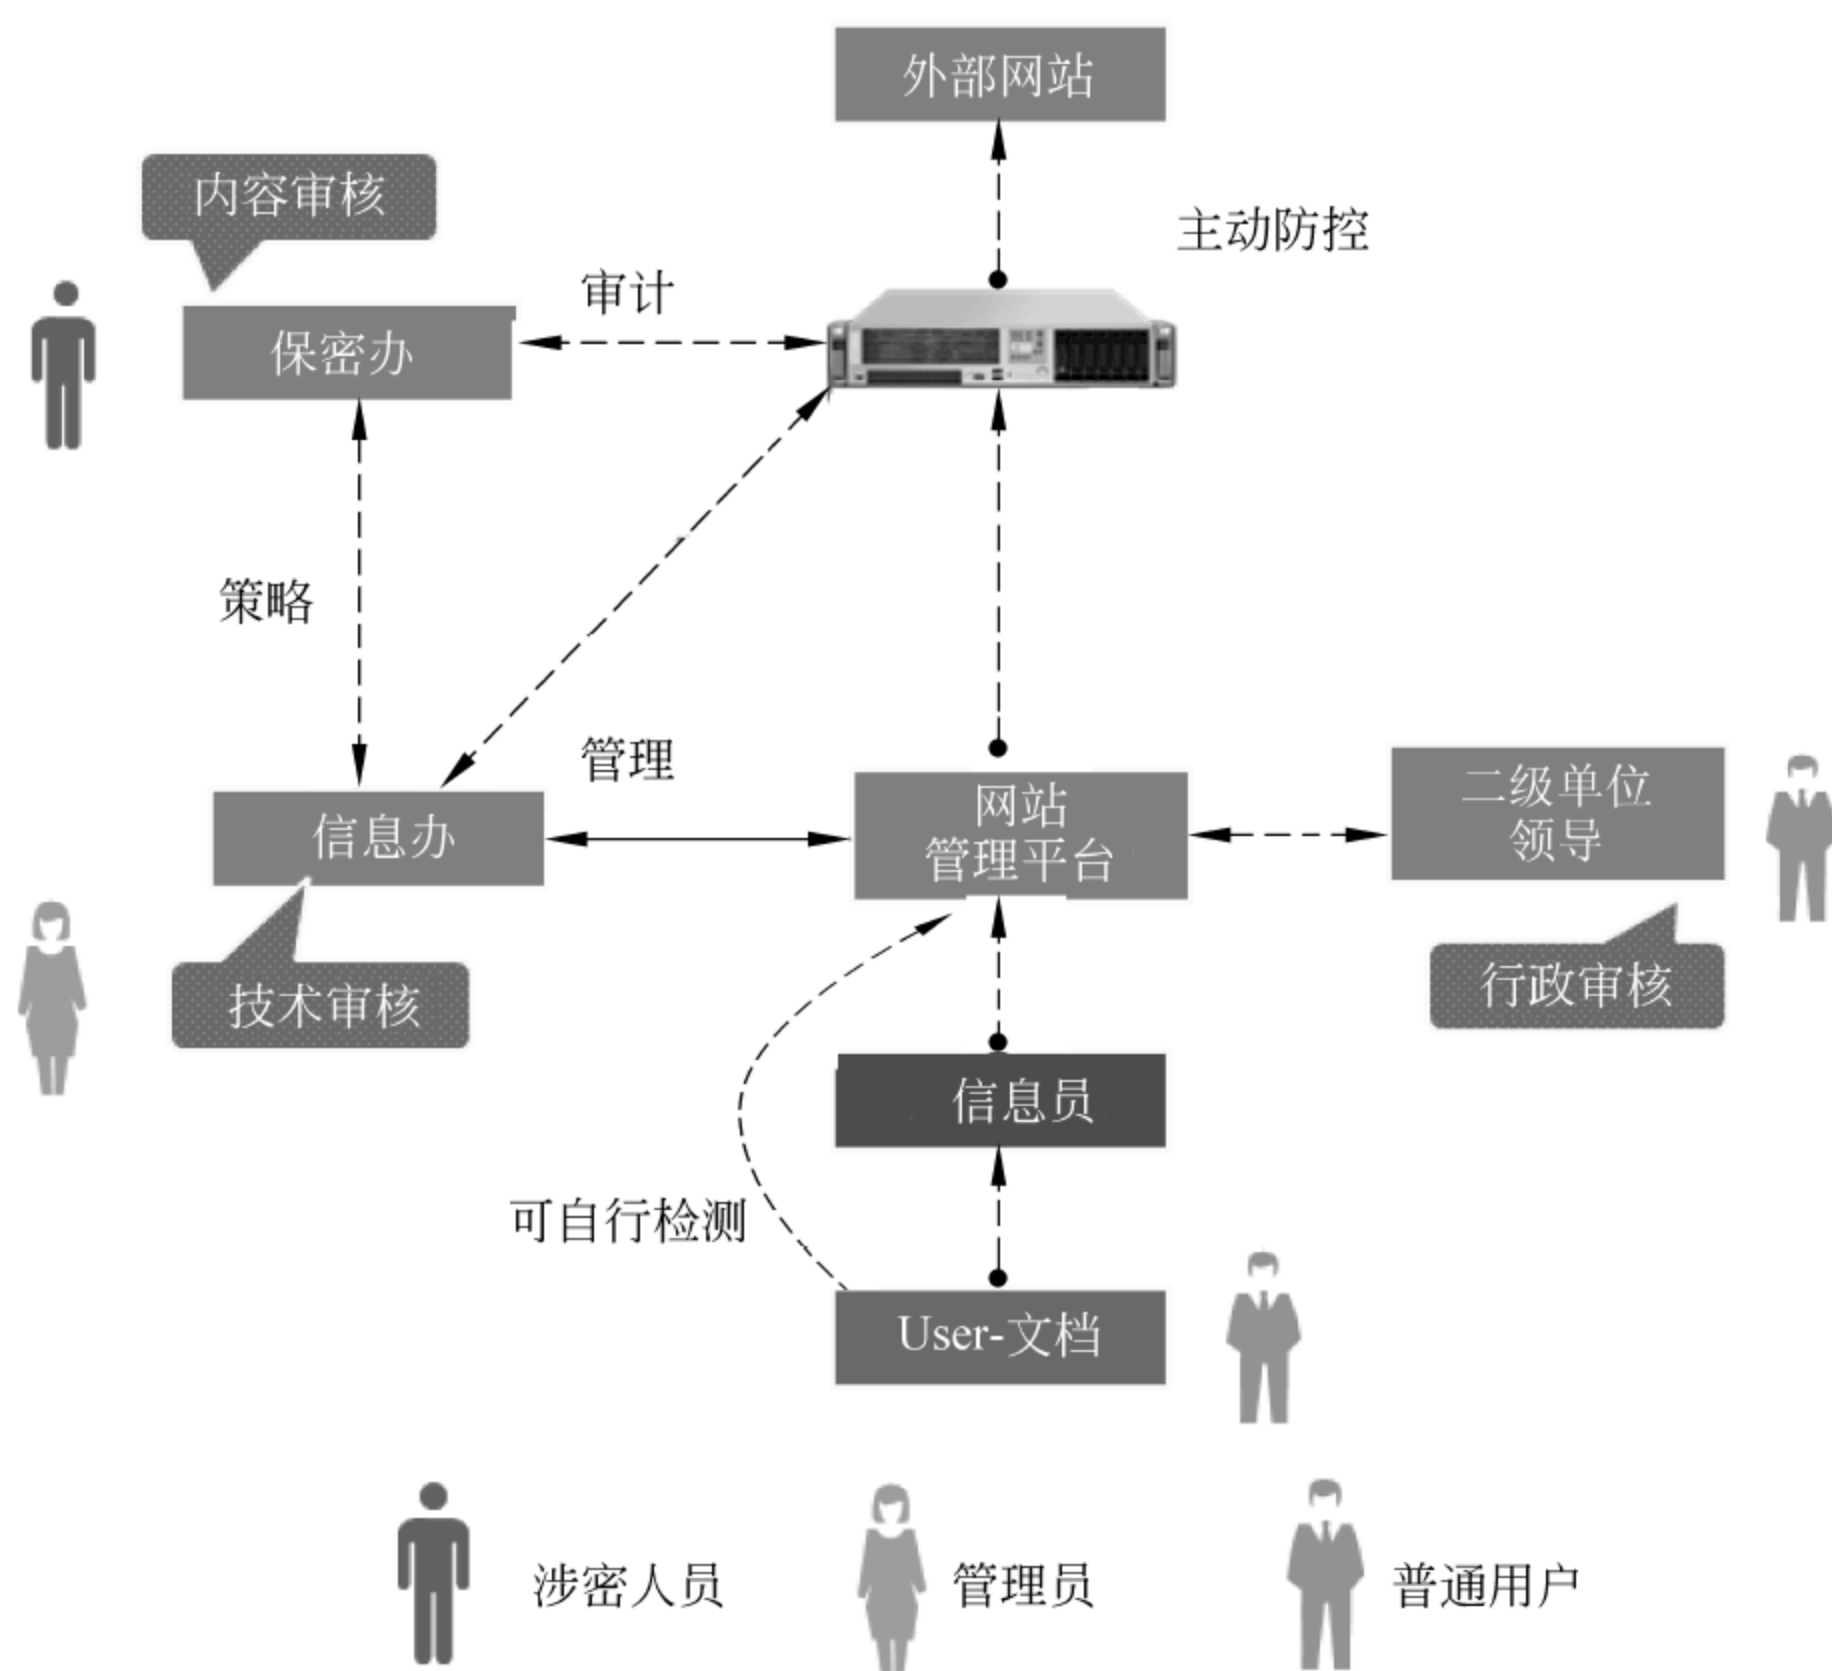 外部网站
内容审核
主动防控
审计
保密办
策略
管理
信息办
网站
管理平台
二级单位
领导
技术审核
行政审核
信息员
可自行检测
User-文档
涉密人员
管理员
普通用户